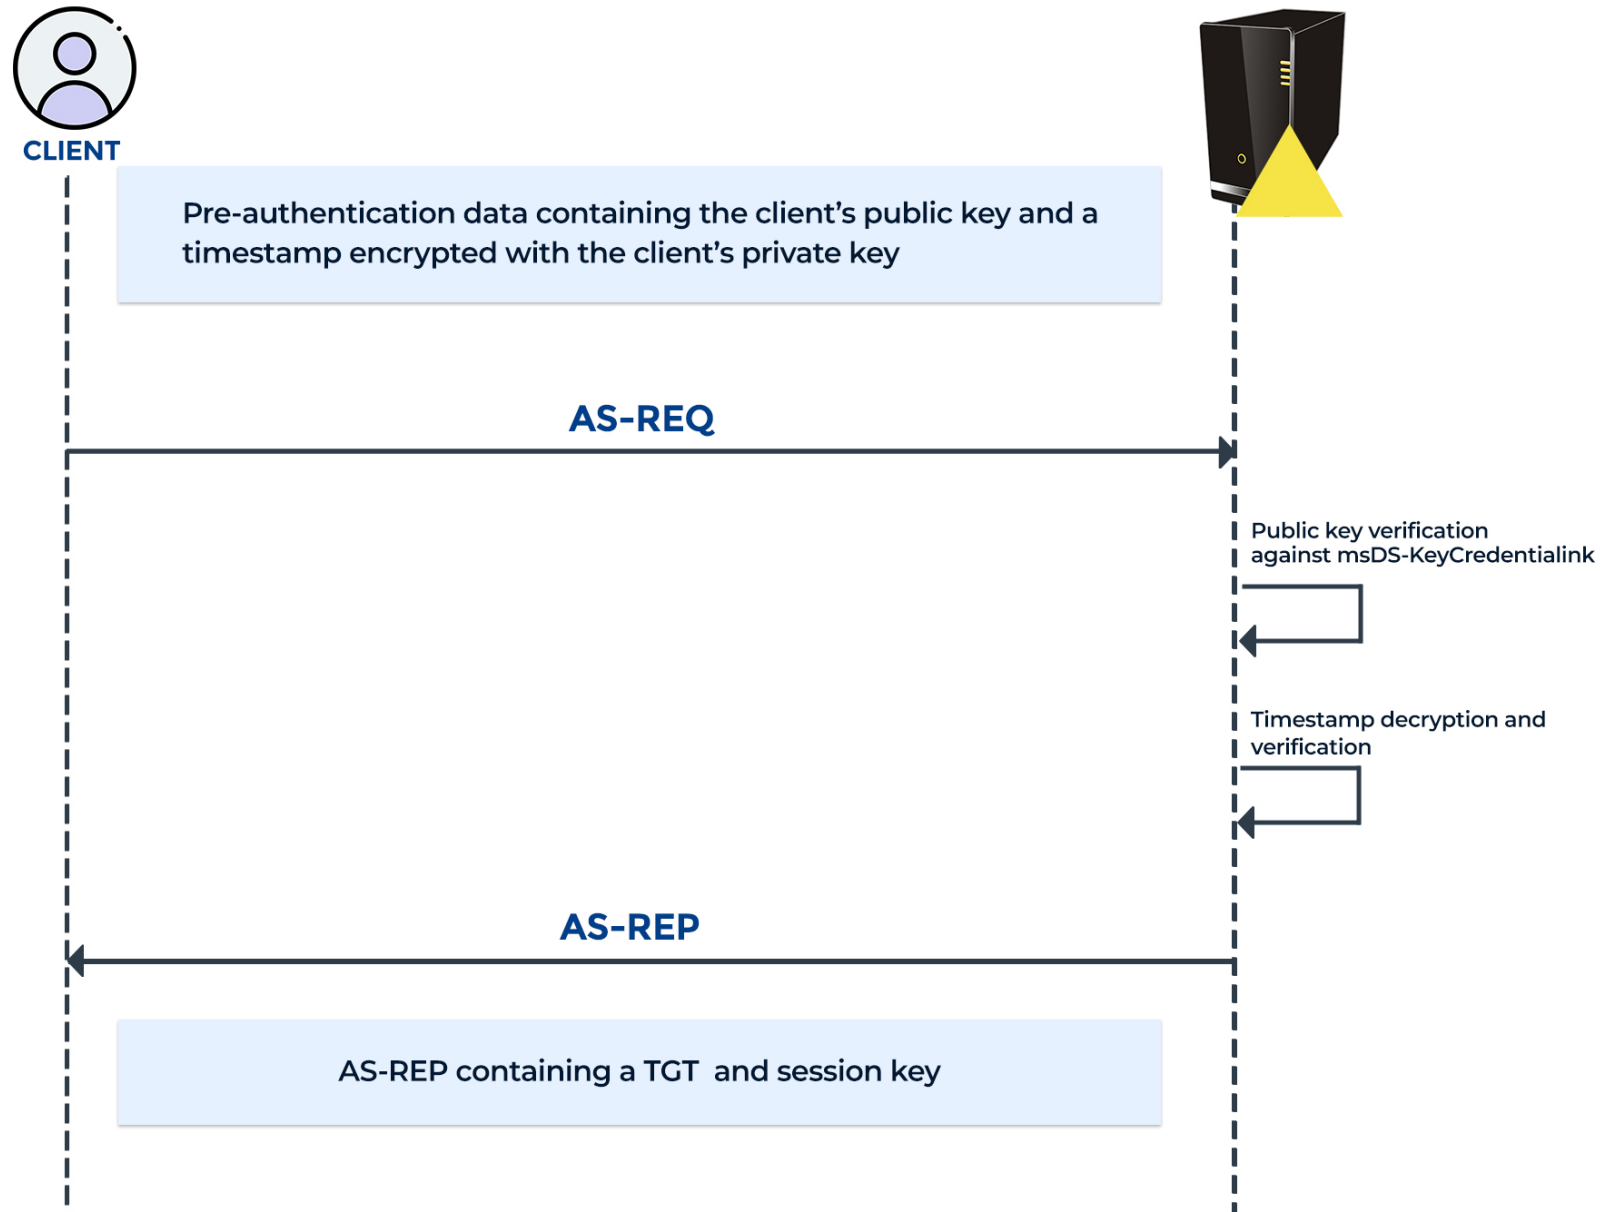 CLIENT
Pre-authentication data containing the client’s public key and a
timestamp encrypted with the client’s private key
AS-REQ
Public key verification
against msDS-KeyCredentialink
Timestamp decryption and
verification
AS-REP
AS-REP containing a TGT and session key